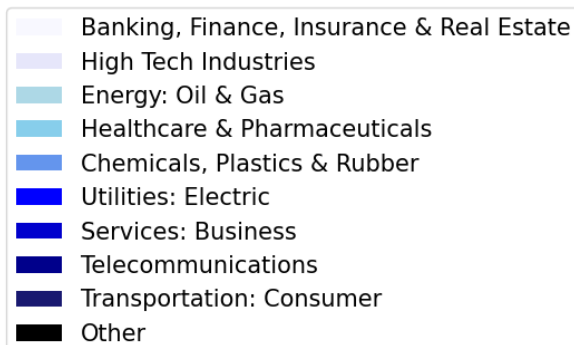 Banking, Finance, Insurance & Real Estate
High Tech Industries
Energy: Oil & Gas
Healthcare & Pharmaceuticals
Chemicals, Plastics & Rubber
Utilities: Electric
Services: Business
Telecommunications
Transportation: Consumer
Other